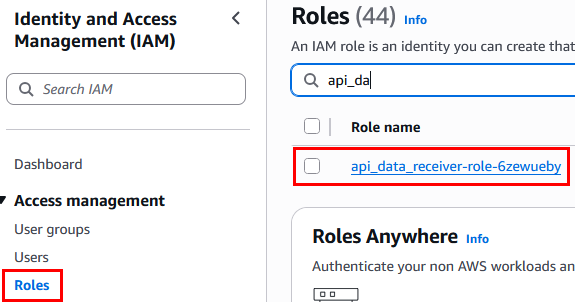 Identity and Access
Management (IAM)
Search IAM
Dashboard
Access management
User groups
Users
Roles
Roles (44) Info
An IAM role is an identity you can create that
api_da
Role name
api_data_receiver-role-6zewueby
Roles Anywhere Info
Authenticate your non AWS workloads an